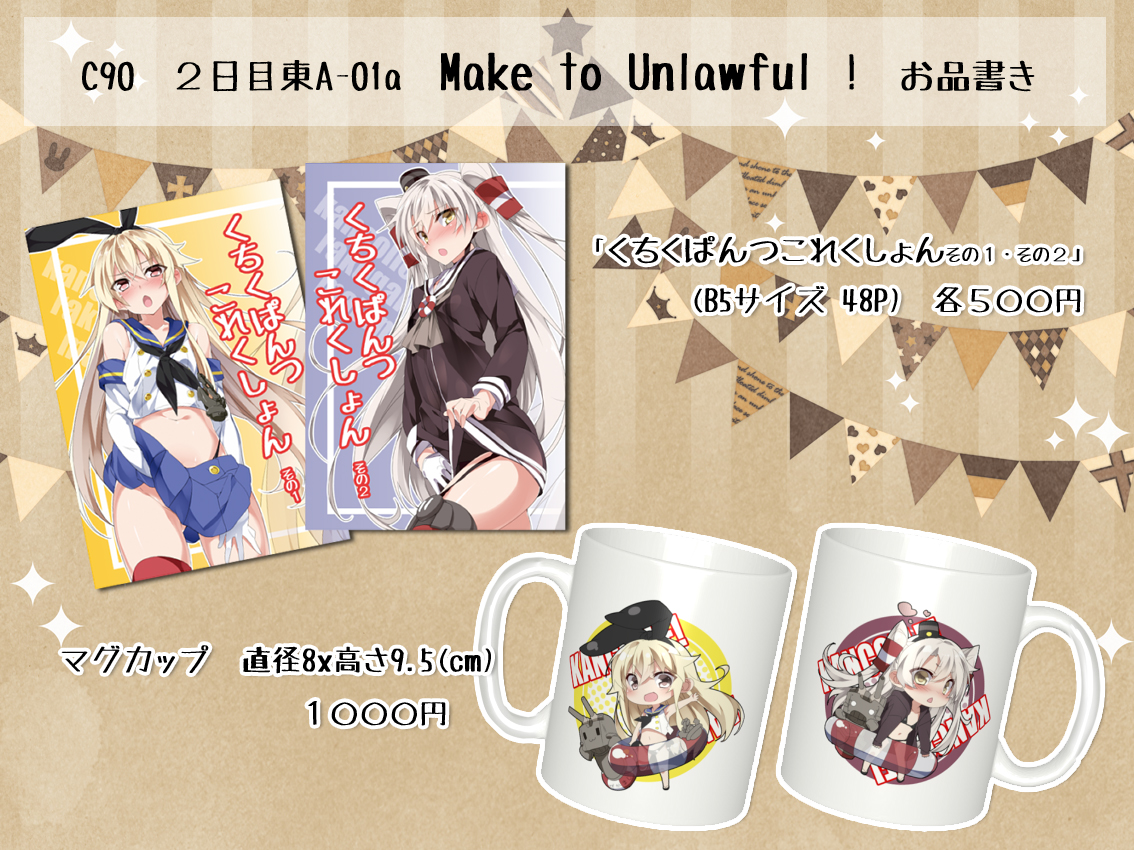 C90　２日目東A-01a　Make to Unlawful !　お品書き
くちくぱんつ
これくしょん
その1
くちくぱんつ
これくしょん
その2
「くちくぱんつこれくしょんその１・その２」
(B5サイズ 48P)　各５００円
マグカップ　直径8x高さ9.5(cm)
１０００円